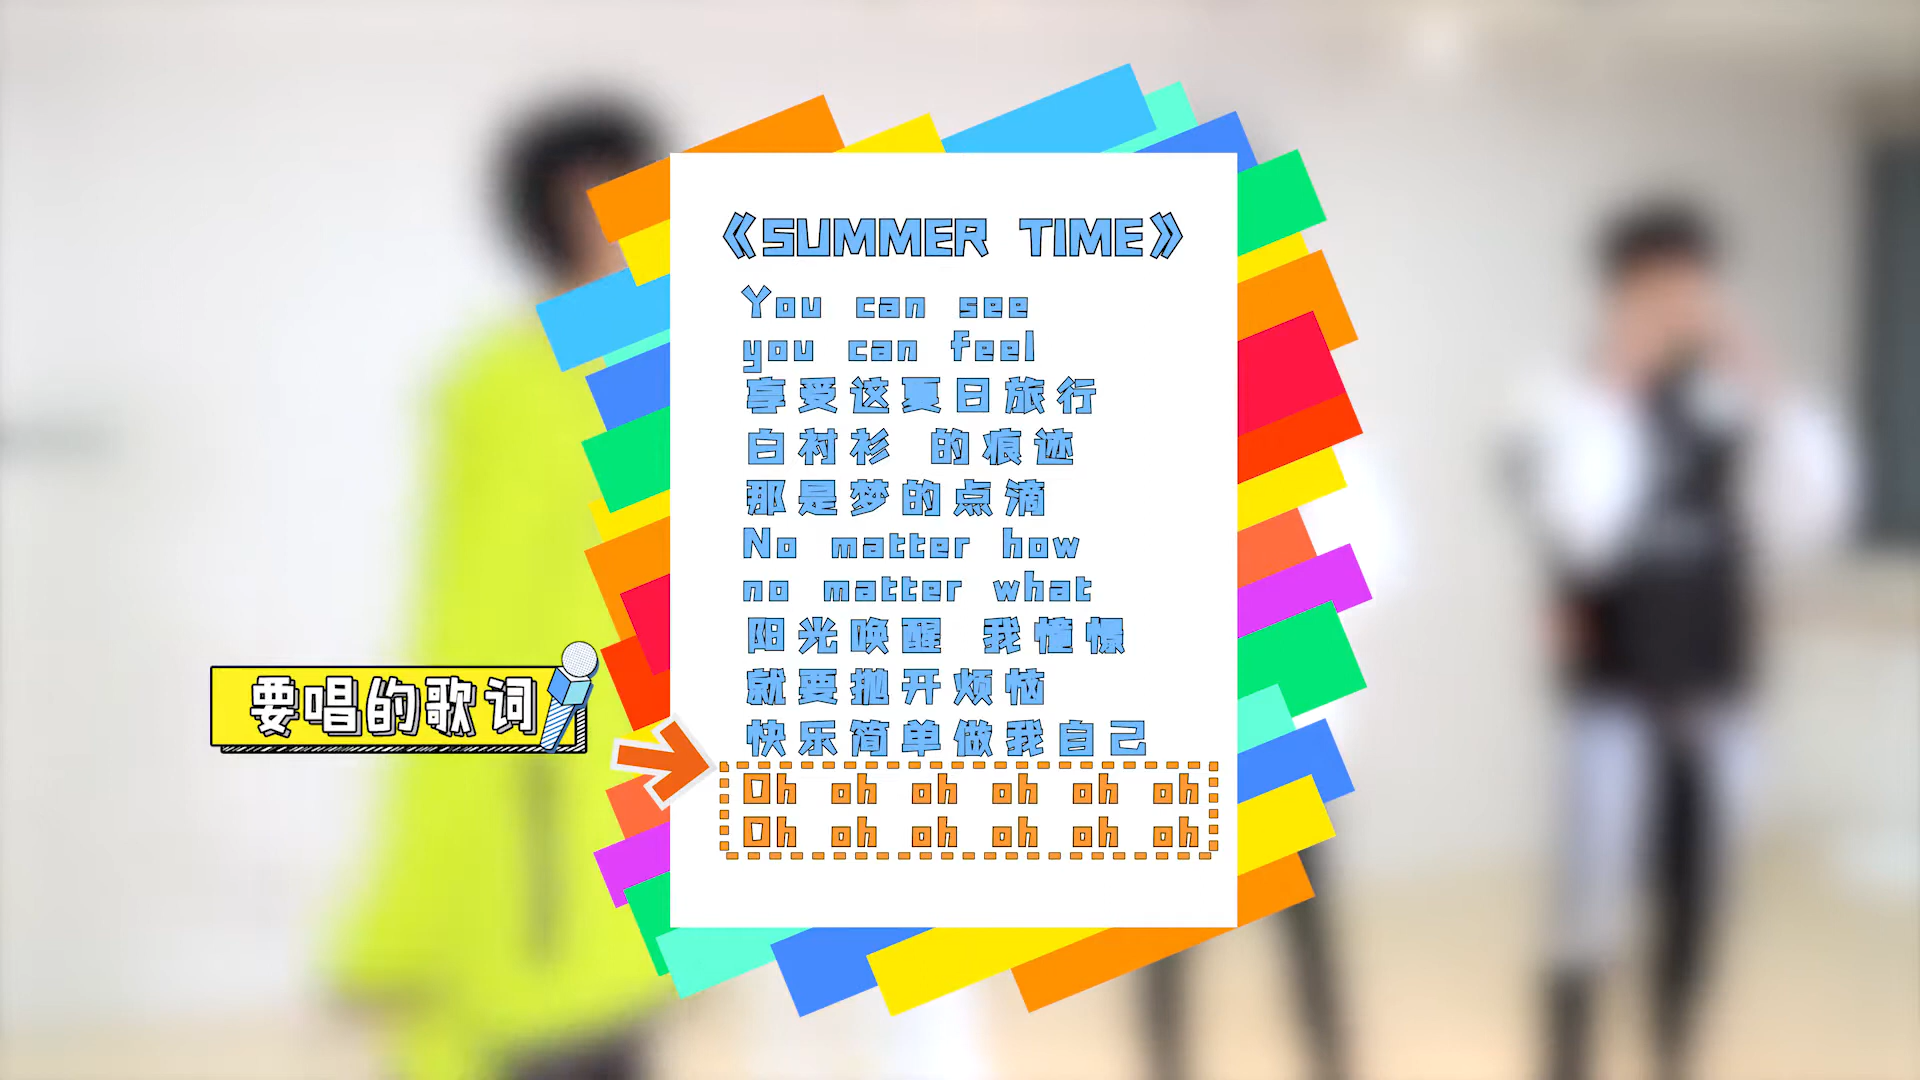 《SUMMER TIME》
You can see
you can feel
享受这夏日旅行
白衬衫 的痕迹
那是梦的点滴
No matter how
no matter what
阳光唤醒 我憧憬
就要抛开烦恼
快乐简单做我自己
要唱的歌词
Oh oh oh oh oh oh
Oh oh oh oh oh oh